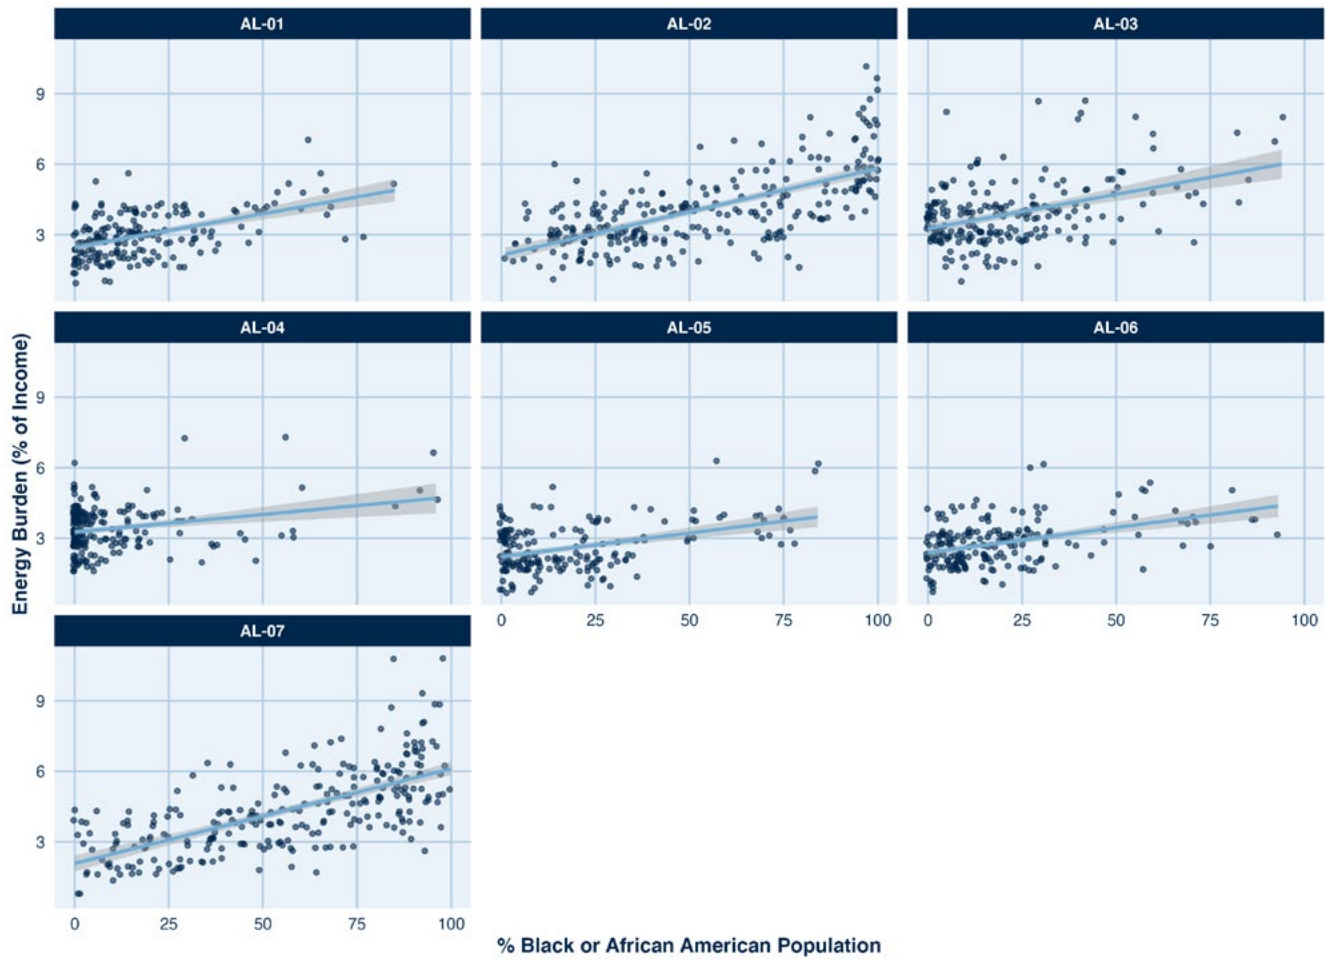 AL-01 AL-02 AL-03
9
6
3
AL-04 AL-05 AL-06
9
6
3
0 25 50 75 100 0 25 50 75 100
AL-07
9
6
3
0 25 50 75 100
Energy Burden (% of Income)
% Black or African American Population